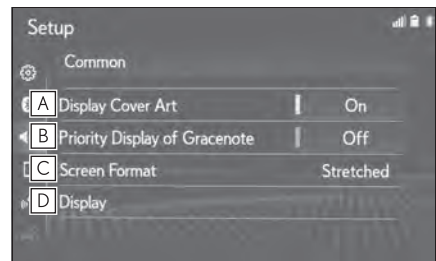 Setup
Common
A Display Cover Art On
B Priority Display of Gracenote Off
C Screen Format Stretched
D Display